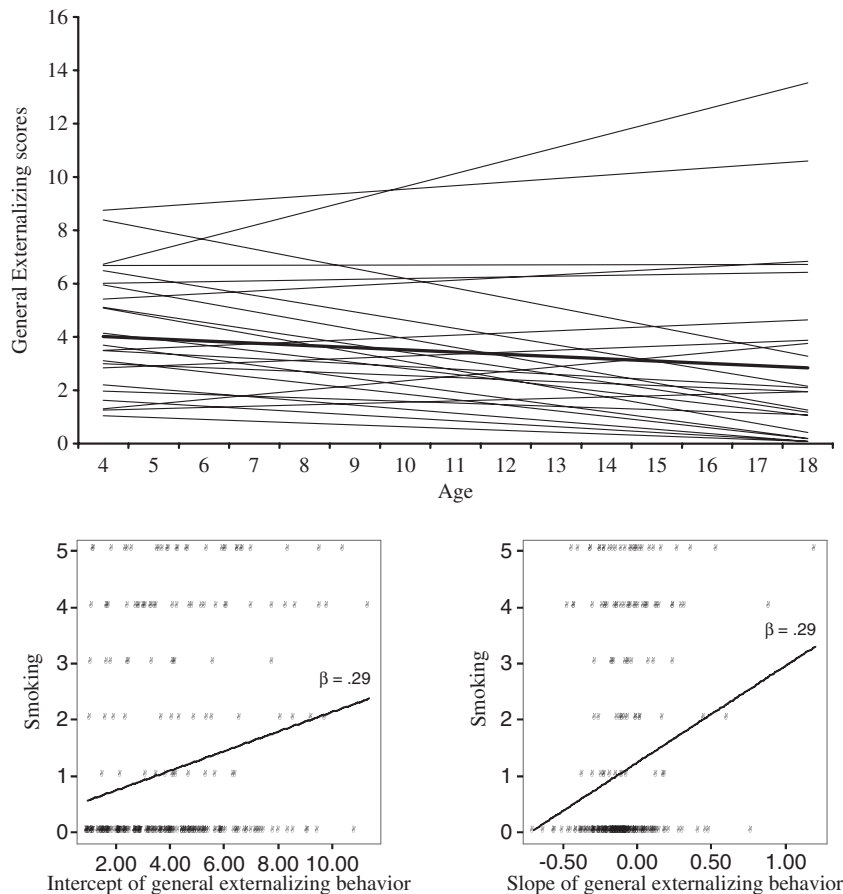 16
14
12
10
8
6
4
2
0
General Externalizing scores
4 5 6 7 8 9 10 11 12 13 14 15 16 17 18
Age
5
4
3
2
1
0
Smoking
β = .29
2.00 4.00 6.00 8.00 10.00
Intercept of general externalizing behavior
5
4
3
2
1
0
Smoking
β = .29
-0.50 0.00 0.50 1.00
Slope of general externalizing behavior